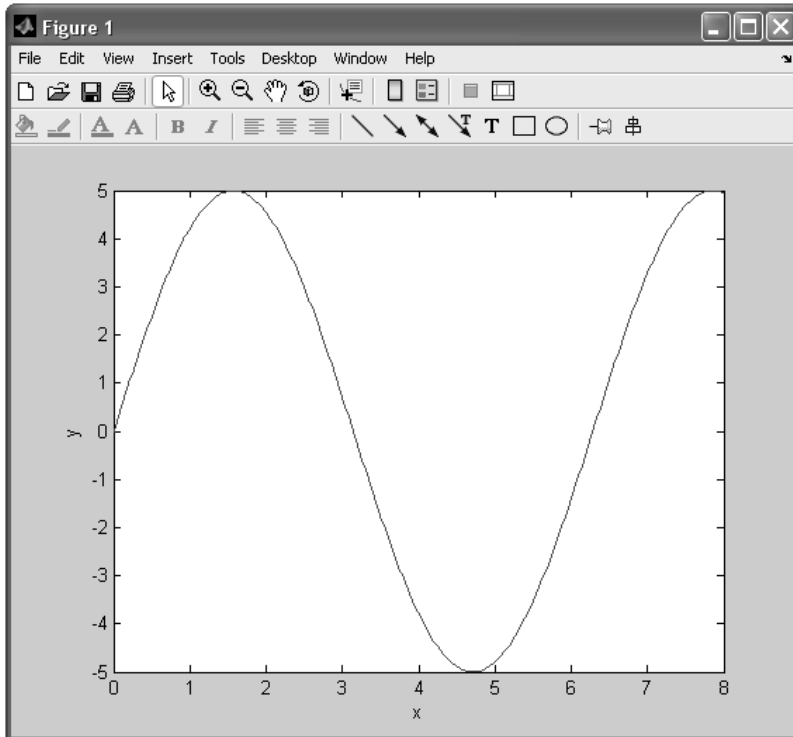 Figure 1
File Edit View Insert Tools Desktop Window Help
A A B I T T
5
4
3
2
1
0
-1
-2
-3
-4
-5
y
0 1 2 3 4 5 6 7 8
x